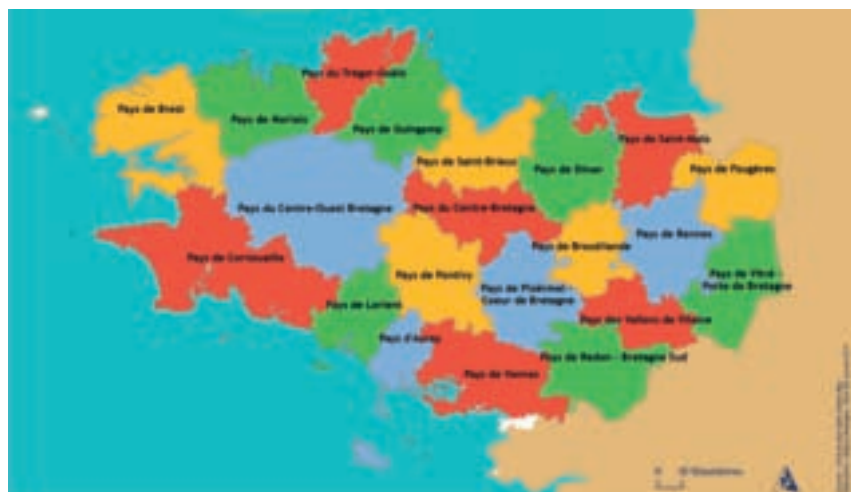 Pays du Trégor-Goëlo
Pays de Brest
Pays de Morlaix
Pays de Guingamp
Pays de Saint-Malo
Pays de Saint-Brieuc
Pays de Dinan
Pays de Fougères
Pays du Centre-Ouest Bretagne
Pays du Centre-Bretagne
Pays de Rennes
Pays de Brocéliande
Pays de Cornouaille
Pays de Pontivy
Pays de Vitré -
Porte de Bretagne
Pays de Ploërmel -
Coeur de Bretagne
Pays de Lorient
Pays des Vallons de Vilaine
Pays d'Auray
Pays de Redon - Bretagne Sud
Pays de Vannes